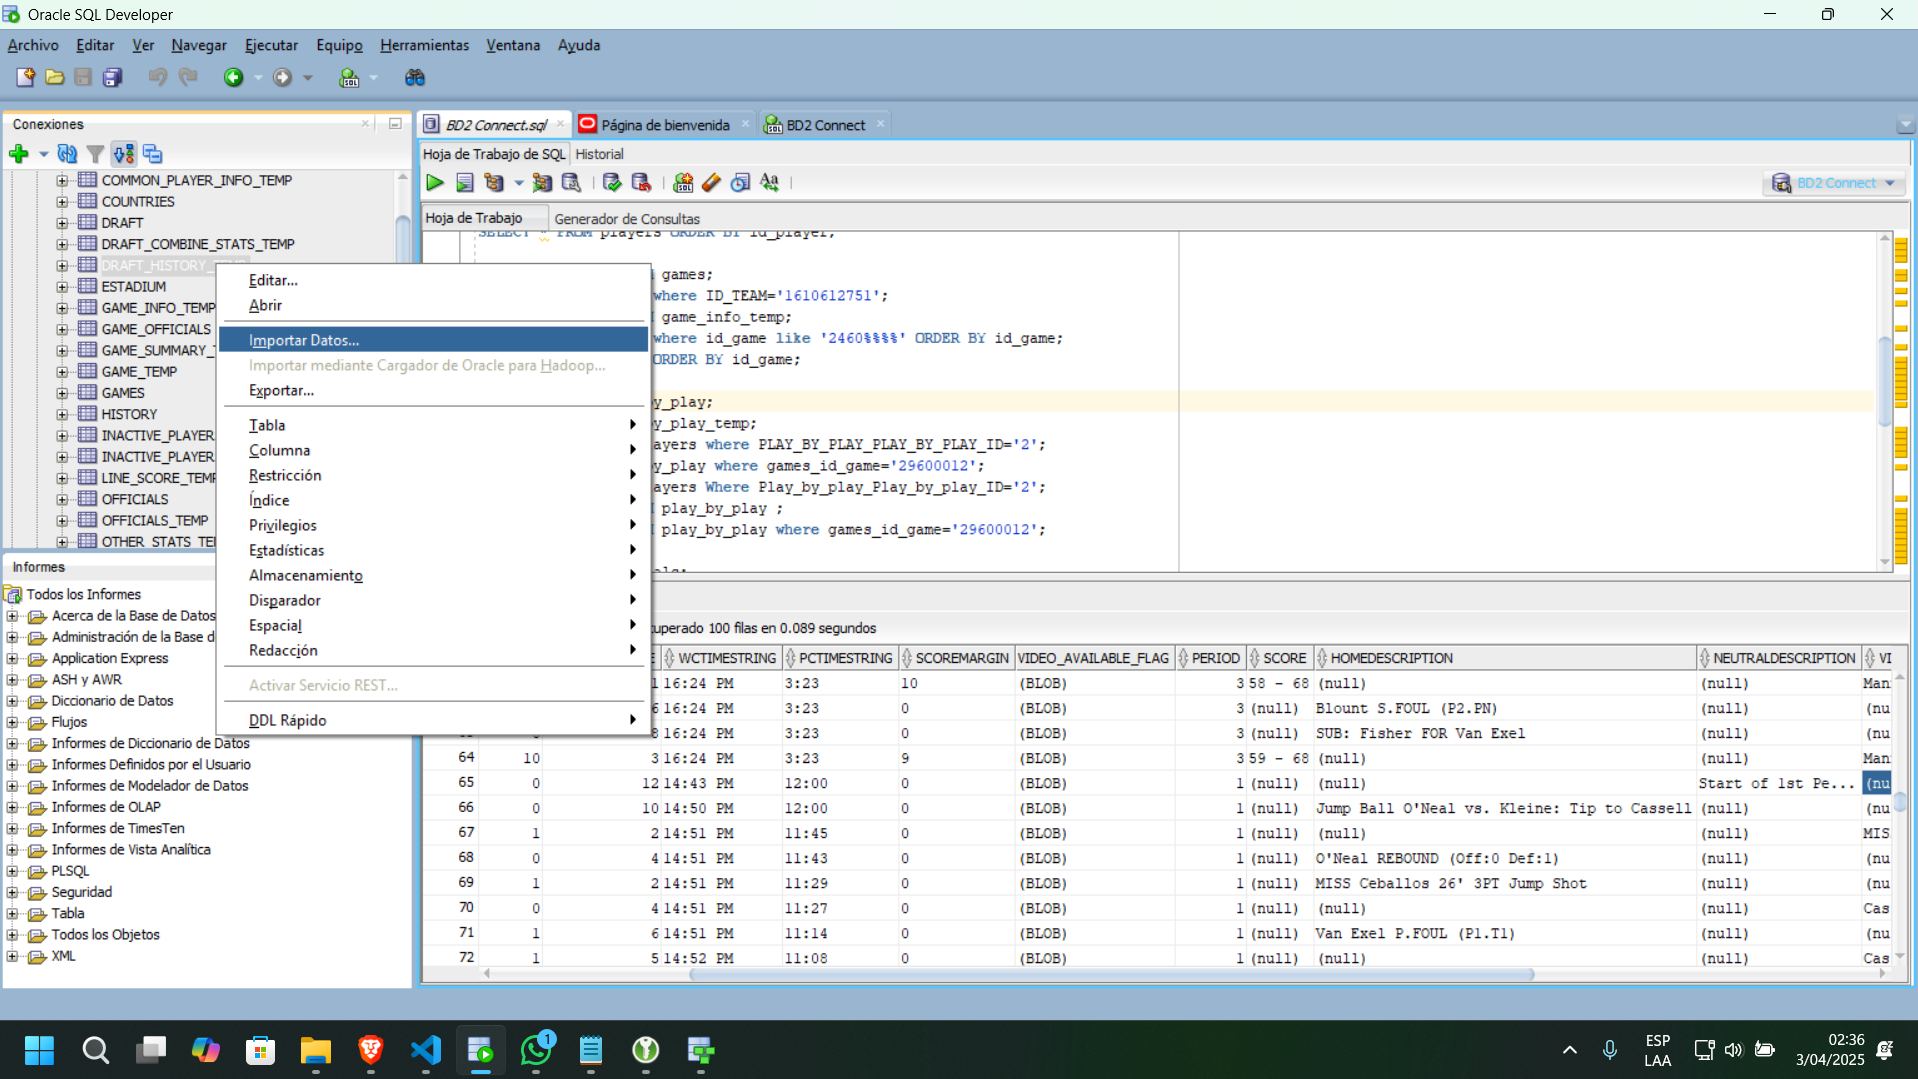 Oracle SQL Developer
Archivo Editar Ver Navegar Ejecutar Equipo Herramientas Ventana Ayuda
Conexiones
COMMON_PLAYER_INFO_TEMP
COUNTRIES
DRAFT
DRAFT_COMBINE_STATS_TEMP
DRAFT_HISTORY_
ESTADIUM
GAME_INFO_TEMP
GAME_OFFICIALS
GAME_SUMMARY_
GAME_TEMP
GAMES
HISTORY
INACTIVE_PLAYER
INACTIVE_PLAYER
LINE_SCORE_TEMP
OFFICIALS
OFFICIALS_TEMP
OTHER_STATS_TE
Informes
Todos los Informes
Acerca de la Base de Datos
Administración de la Base d
Application Express
ASH y AWR
Diccionario de Datos
Flujos
Informes de Diccionario de Datos
Informes Definidos por el Usuario
Informes de Modelador de Datos
Informes de OLAP
Informes de TimesTen
Informes de Vista Analítica
PLSQL
Seguridad
Tabla
Todos los Objetos
XML
Editar...
Abrir
Importar Datos...
Importar mediante Cargador de Oracle para Hadoop...
Exportar...
Tabla
Columna
Restricción
Índice
Privilegios
Estadísticas
Almacenamiento
Disparador
Espacial
Redacción
Activar Servicio REST...
DDL Rápido
BD2 Connect.sql Página de bienvenida BD2 Connect
Hoja de Trabajo de SQL Historial
BD2 Connect
Hoja de Trabajo Generador de Consultas
SELECT * FROM players ORDER BY id_player;
games;
where ID_TEAM='1610612751';
game_info_temp;
where id_game like '2460%%%%' ORDER BY id_game;
ORDER BY id_game;
y_play;
y_play_temp;
ayers where PLAY_BY_PLAY_PLAY_BY_PLAY_ID='2';
y_play where games_id_game='29600012';
ayers Where Play_by_play_Play_by_play_ID='2';
play_by_play ;
play_by_play where games_id_game='29600012';
uperado 100 filas en 0.089 segundos
WCTIMESTRING PCTIMESTRING SCOREMARGIN VIDEO_AVAILABLE_FLAG PERIOD SCORE HOMEDESCRIPTION NEUTRALDESCRIPTION VI
1 16:24 PM 3:23 10 (BLOB) 3 58 - 68 (null) (null) Man
6 16:24 PM 3:23 0 (BLOB) 3 (null) Blount S.FOUL (P2.PN) (null) (nu
8 16:24 PM 3:23 0 (BLOB) 3 (null) SUB: Fisher FOR Van Exel (null) (nu
64 10 3 16:24 PM 3:23 9 (BLOB) 3 59 - 68 (null) (null) Man
65 0 12 14:43 PM 12:00 0 (BLOB) 1 (null) (null) Start of 1st Pe... (nu
66 0 10 14:50 PM 12:00 0 (BLOB) 1 (null) Jump Ball O'Neal vs. Kleine: Tip to Cassell (null) (nu
67 1 2 14:51 PM 11:45 0 (BLOB) 1 (null) (null) (null) MIS
68 0 4 14:51 PM 11:43 0 (BLOB) 1 (null) O'Neal REBOUND (Off:0 Def:1) (null) (nu
69 1 2 14:51 PM 11:29 0 (BLOB) 1 (null) MISS Ceballos 26' 3PT Jump Shot (null) (nu
70 0 4 14:51 PM 11:27 0 (BLOB) 1 (null) (null) (null) Cas
71 1 6 14:51 PM 11:14 0 (BLOB) 1 (null) Van Exel P.FOUL (P1.T1) (null) (nu
72 1 5 14:52 PM 11:08 0 (BLOB) 1 (null) (null) (null) Cas
1
ESP
LAA
02:36
3/04/2025